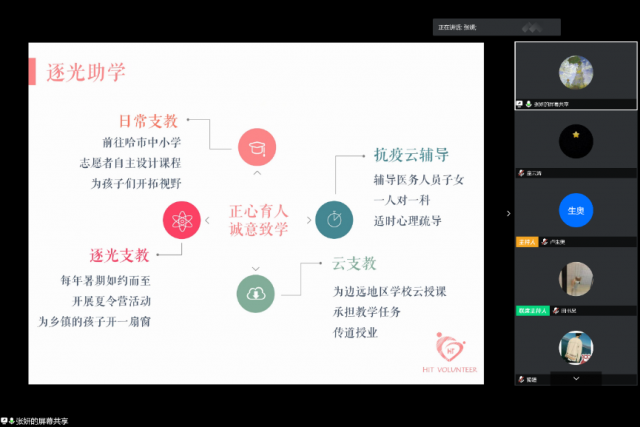 逐光助学
日常支教
前往哈市中小学
志愿者自主设计课程
为孩子们开拓视野
抗疫云辅导
辅导医务人员子女
一人对一科
适时心理疏导
正心育人
诚意致学
逐光支教
每年暑期如约而至
开展夏令营活动
为乡镇的孩子开一扇窗
云支教
为边远地区学校云授课
承担教学任务
传道授业
HIT
HIT VOLUNTEER
正在讲话: 张妍;
张妍的屏幕共享
生奥
主持人
联席主持人
张妍的屏幕共享